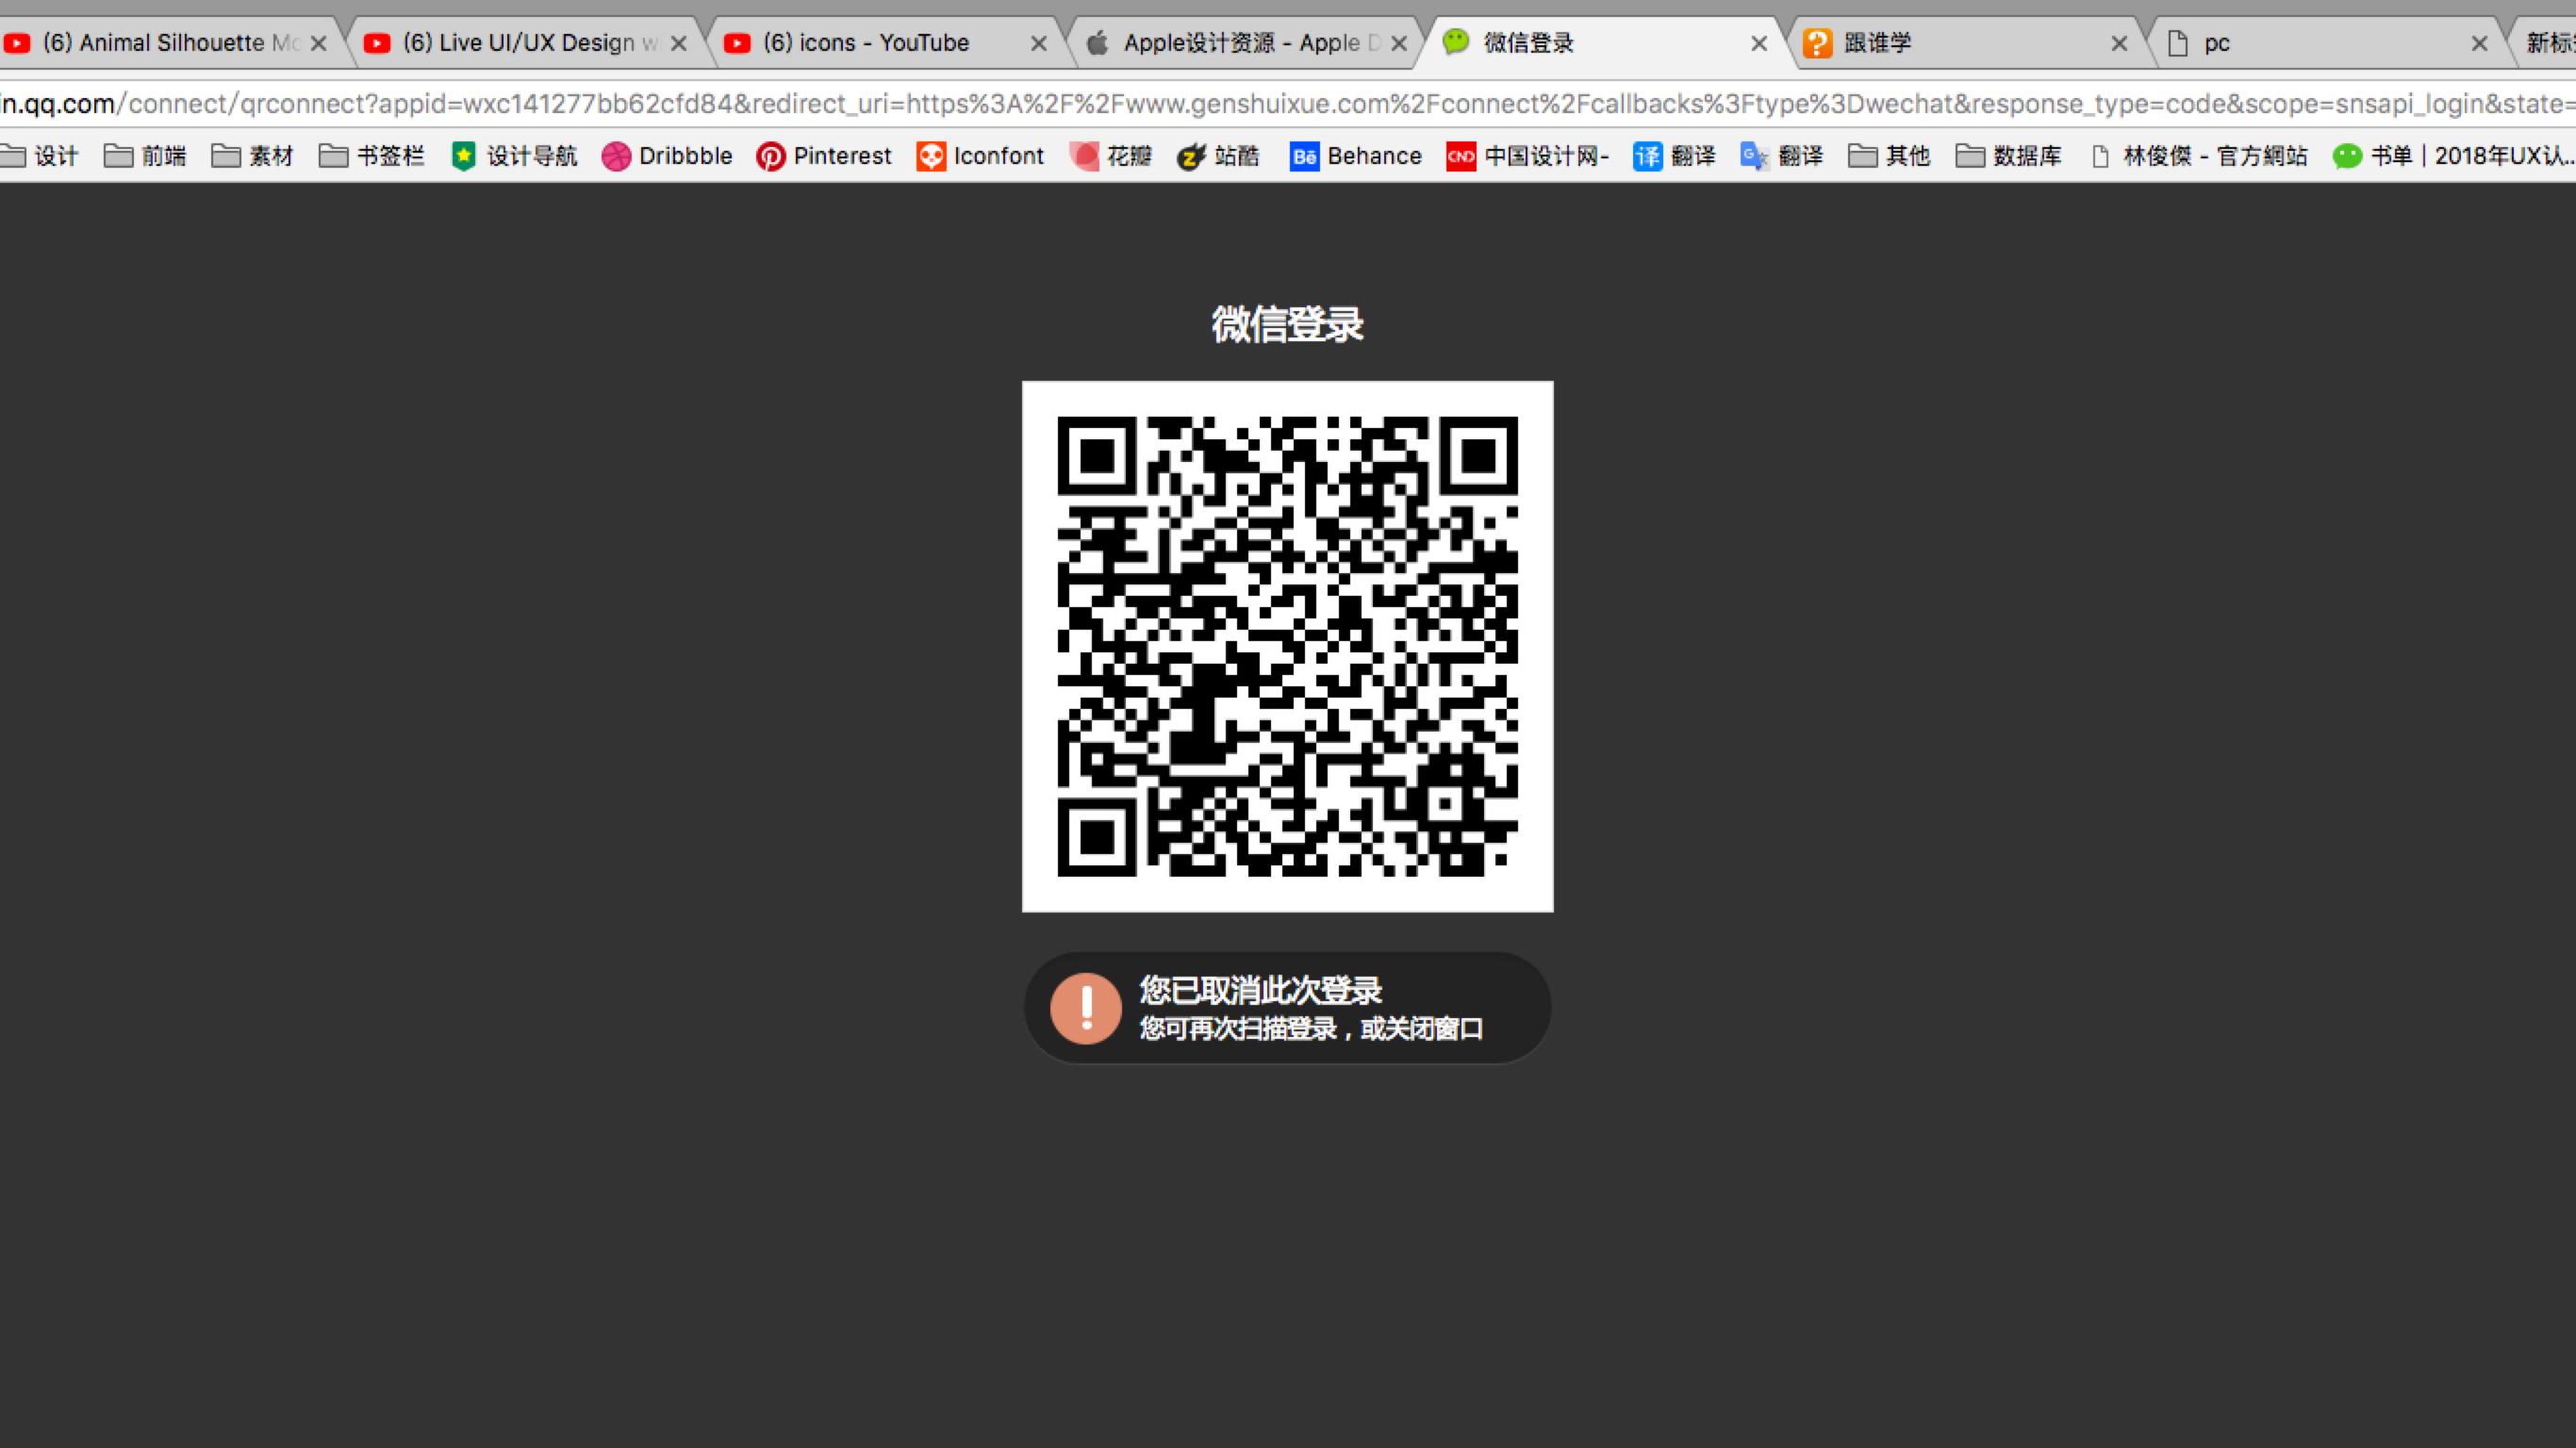 (6) Animal Silhouette Mo
(6) Live UI/UX Design w
(6) icons - YouTube
Apple设计资源 - Apple D
微信登录
跟谁学
pc
新标
in.qq.com/connect/qrconnect?appid=wxc141277bb62cfd84&redirect_uri=https%3A%2F%2Fwww.genshuixue.com%2Fconnect%2Fcallbacks%3Ftype%3Dwechat&response_type=code&scope=snsapi_login&state=
设计 前端 素材 书签栏 设计导航 Dribbble Pinterest Iconfont 花瓣 站酷 Bē Behance CND 中国设计网- 译 翻译 翻译 其他 数据库 林俊傑 - 官方網站 书单 | 2018年UX认...
微信登录
您已取消此次登录
您可再次扫描登录，或关闭窗口